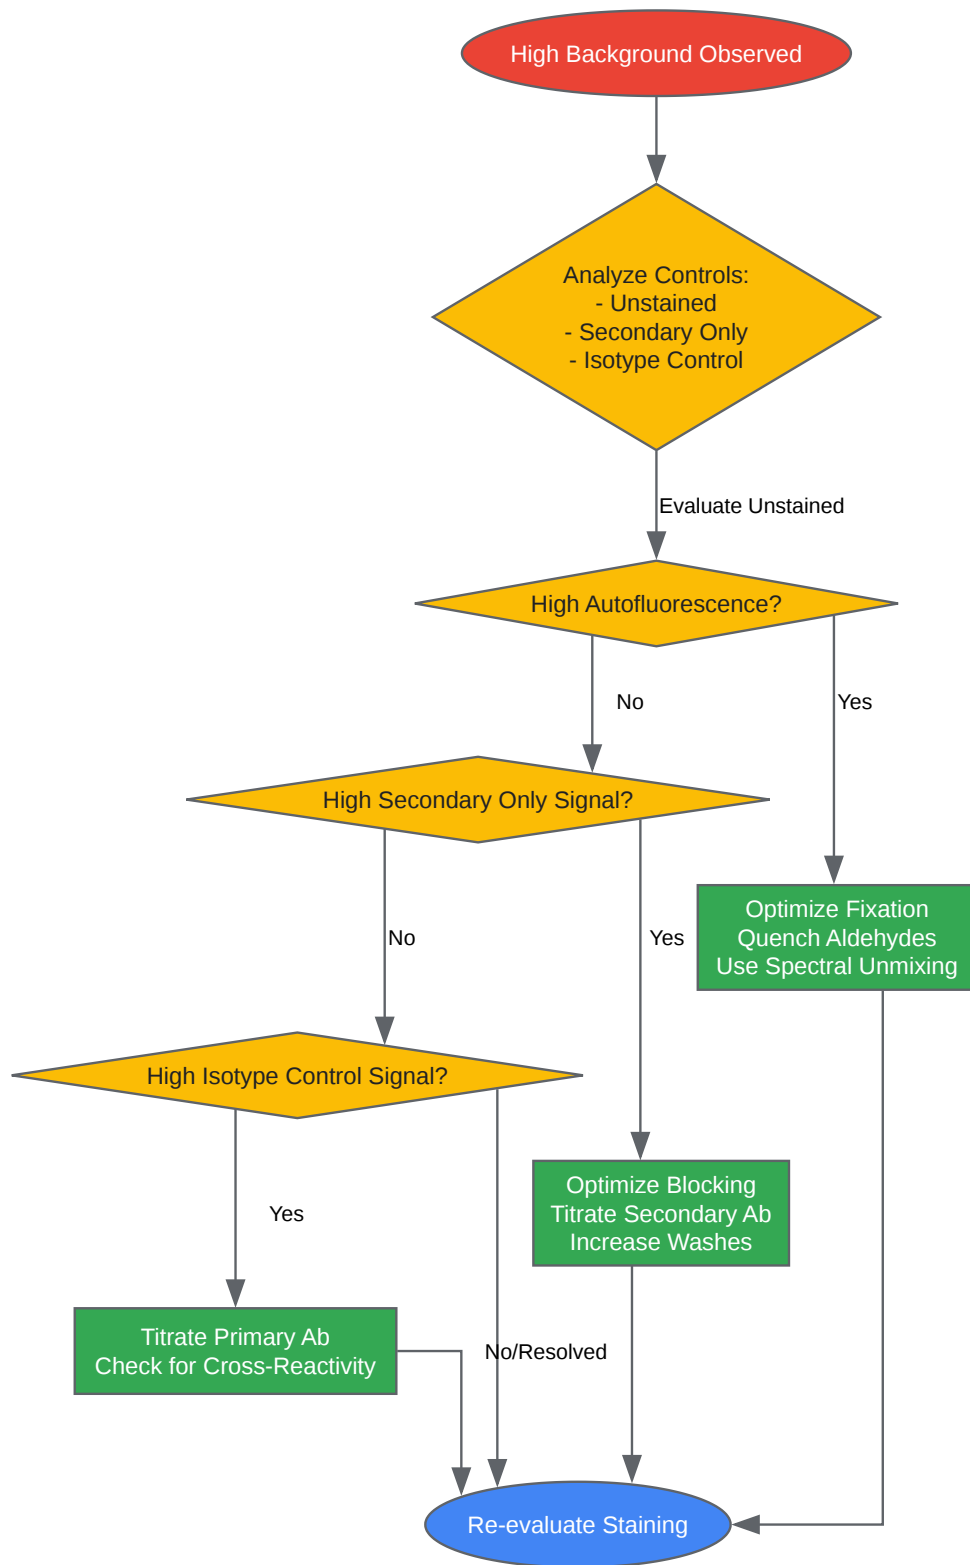 High Background Observed
Analyze Controls:
- Unstained
- Secondary Only
- Isotype Control
Evaluate Unstained
High Autofluorescence?
No
Yes
High Secondary Only Signal?
Optimize Fixation
Quench Aldehydes
Use Spectral Unmixing
No
Yes
High Isotype Control Signal?
Optimize Blocking
Titrate Secondary Ab
Increase Washes
Yes
Titrate Primary Ab
Check for Cross-Reactivity
No/Resolved
Re-evaluate Staining